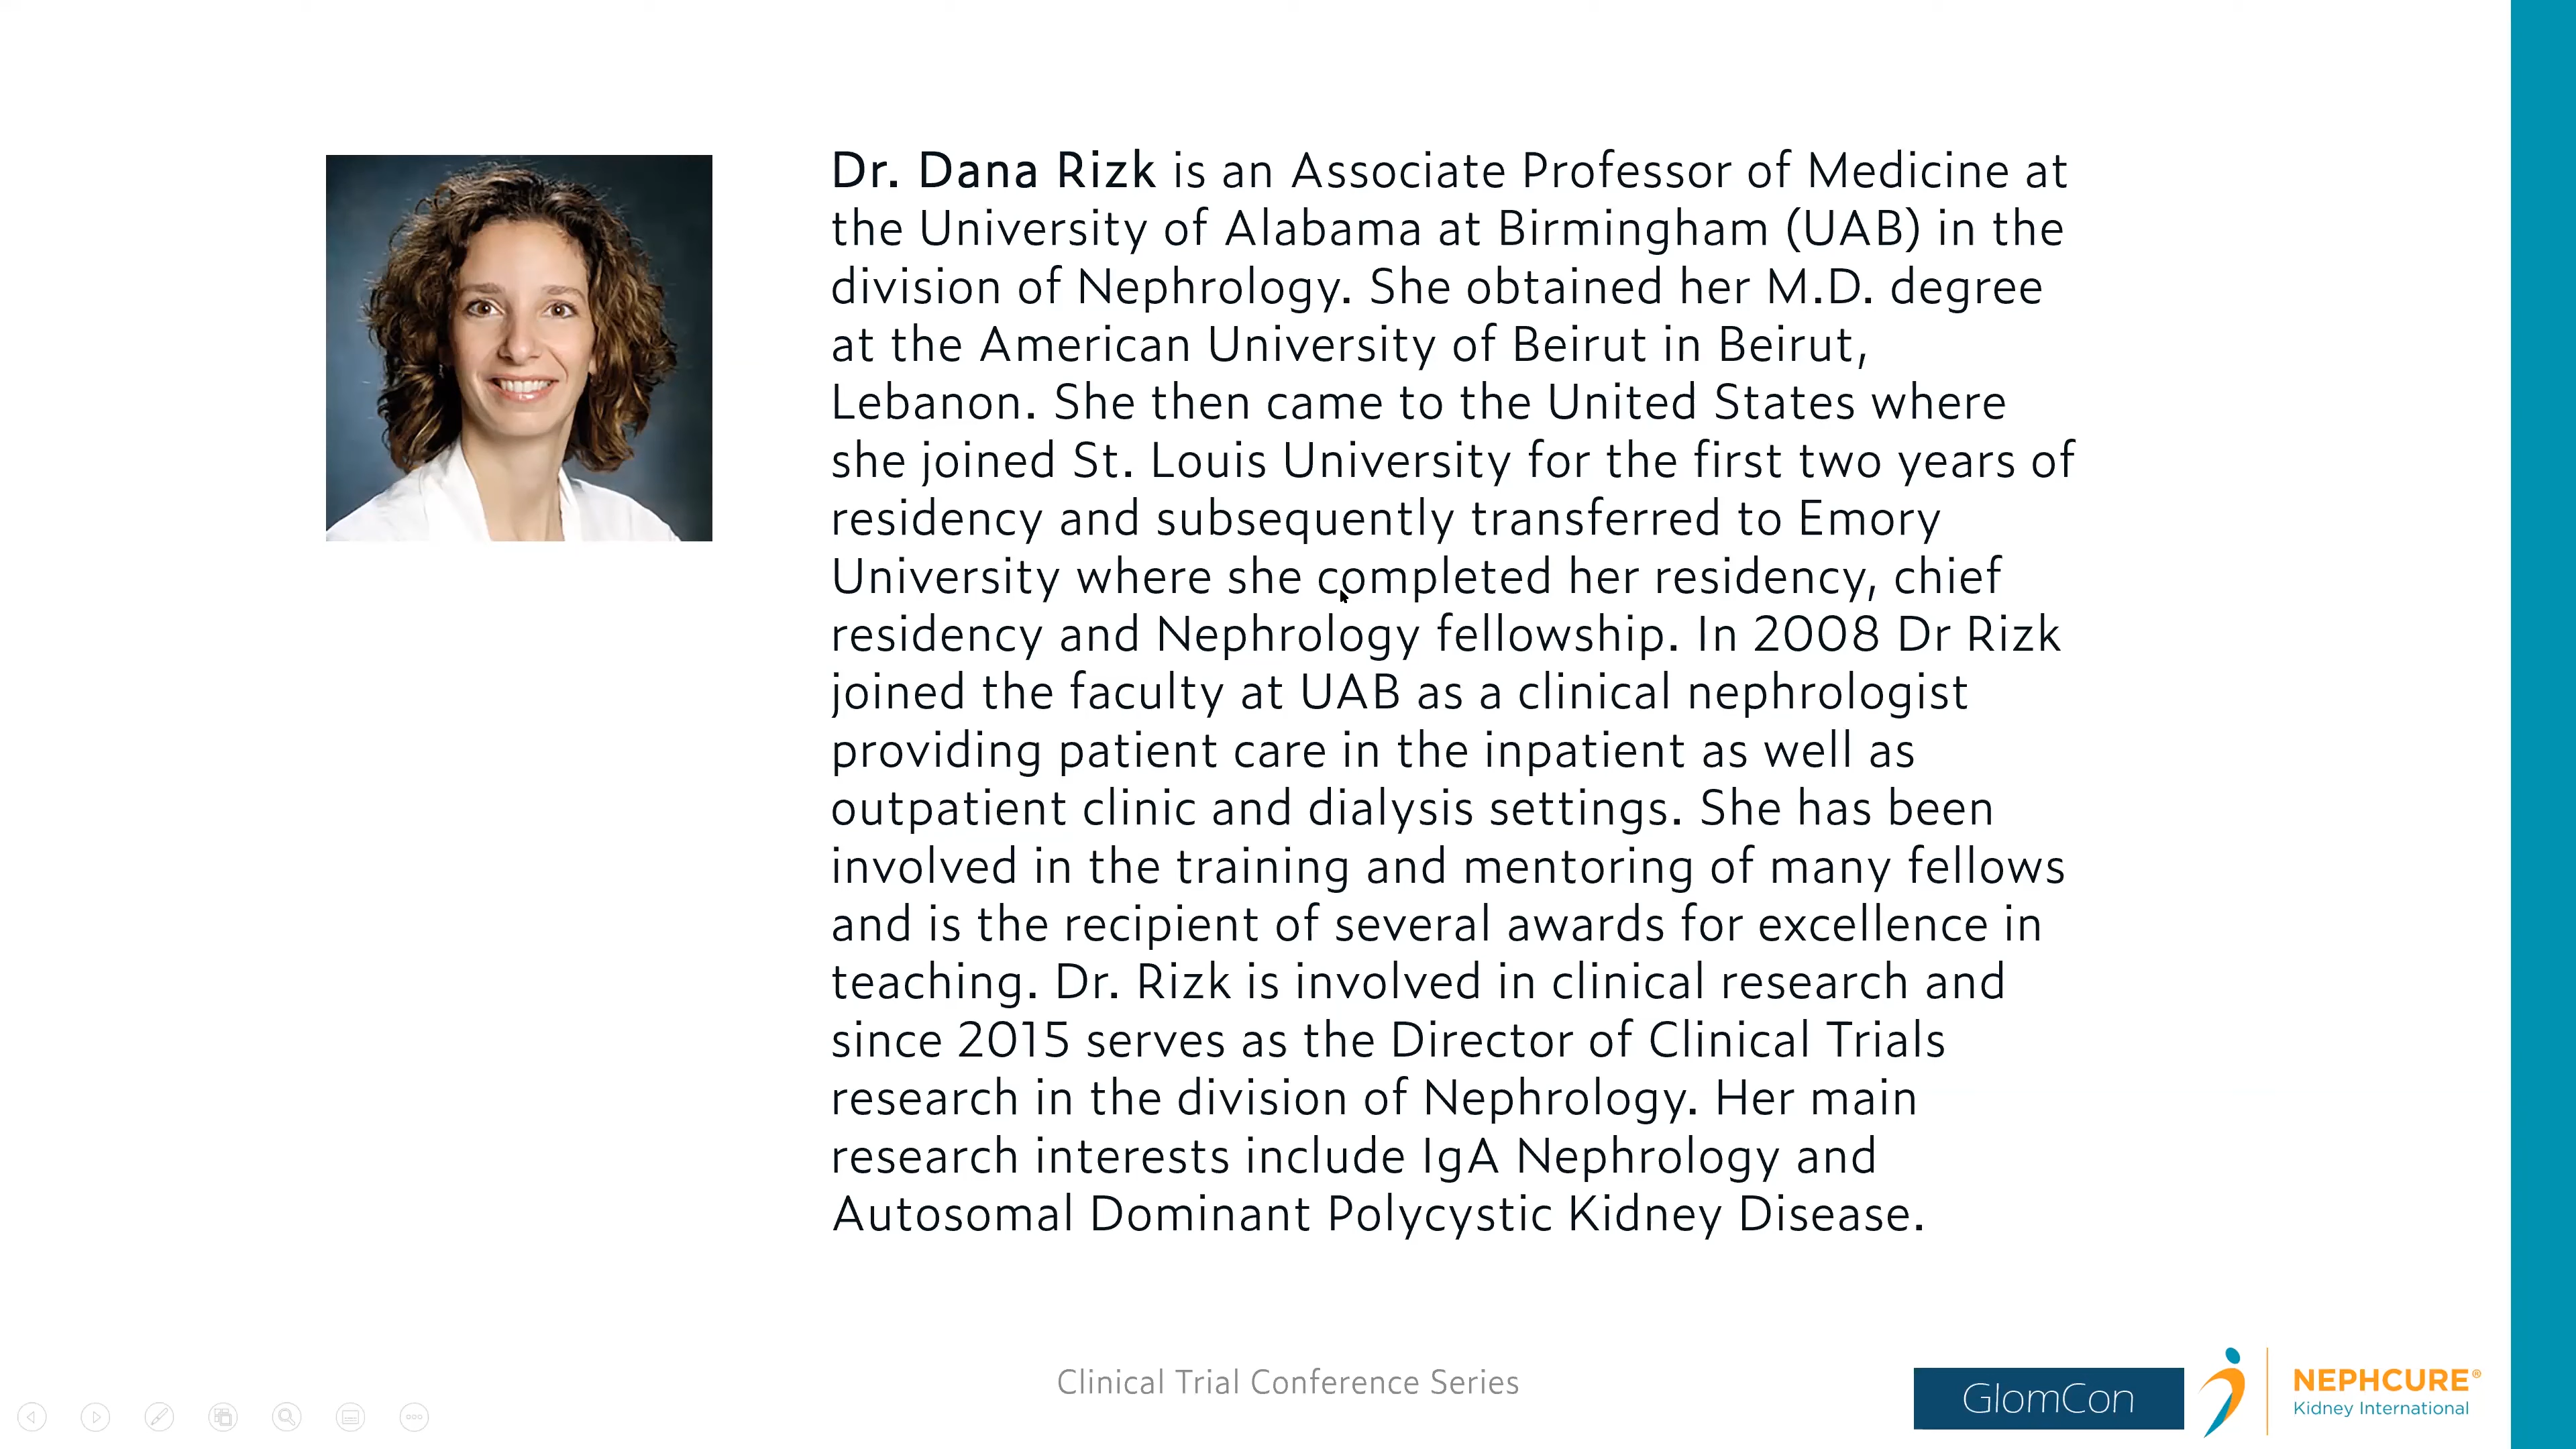 Dr. Dana Rizk is an Associate Professor of Medicine at
the University of Alabama at Birmingham (UAB) in the
division of Nephrology. She obtained her M.D. degree
at the American University of Beirut in Beirut,
Lebanon. She then came to the United States where
she joined St. Louis University for the first two years of
residency and subsequently transferred to Emory
University where she completed her residency, chief
residency and Nephrology fellowship. In 2008 Dr Rizk
joined the faculty at UAB as a clinical nephrologist
providing patient care in the inpatient as well as
outpatient clinic and dialysis settings. She has been
involved in the training and mentoring of many fellows
and is the recipient of several awards for excellence in
teaching. Dr. Rizk is involved in clinical research and
since 2015 serves as the Director of Clinical Trials
research in the division of Nephrology. Her main
research interests include IgA Nephrology and
Autosomal Dominant Polycystic Kidney Disease.
Clinical Trial Conference Series
GlomCon
NEPHCURE®
Kidney International